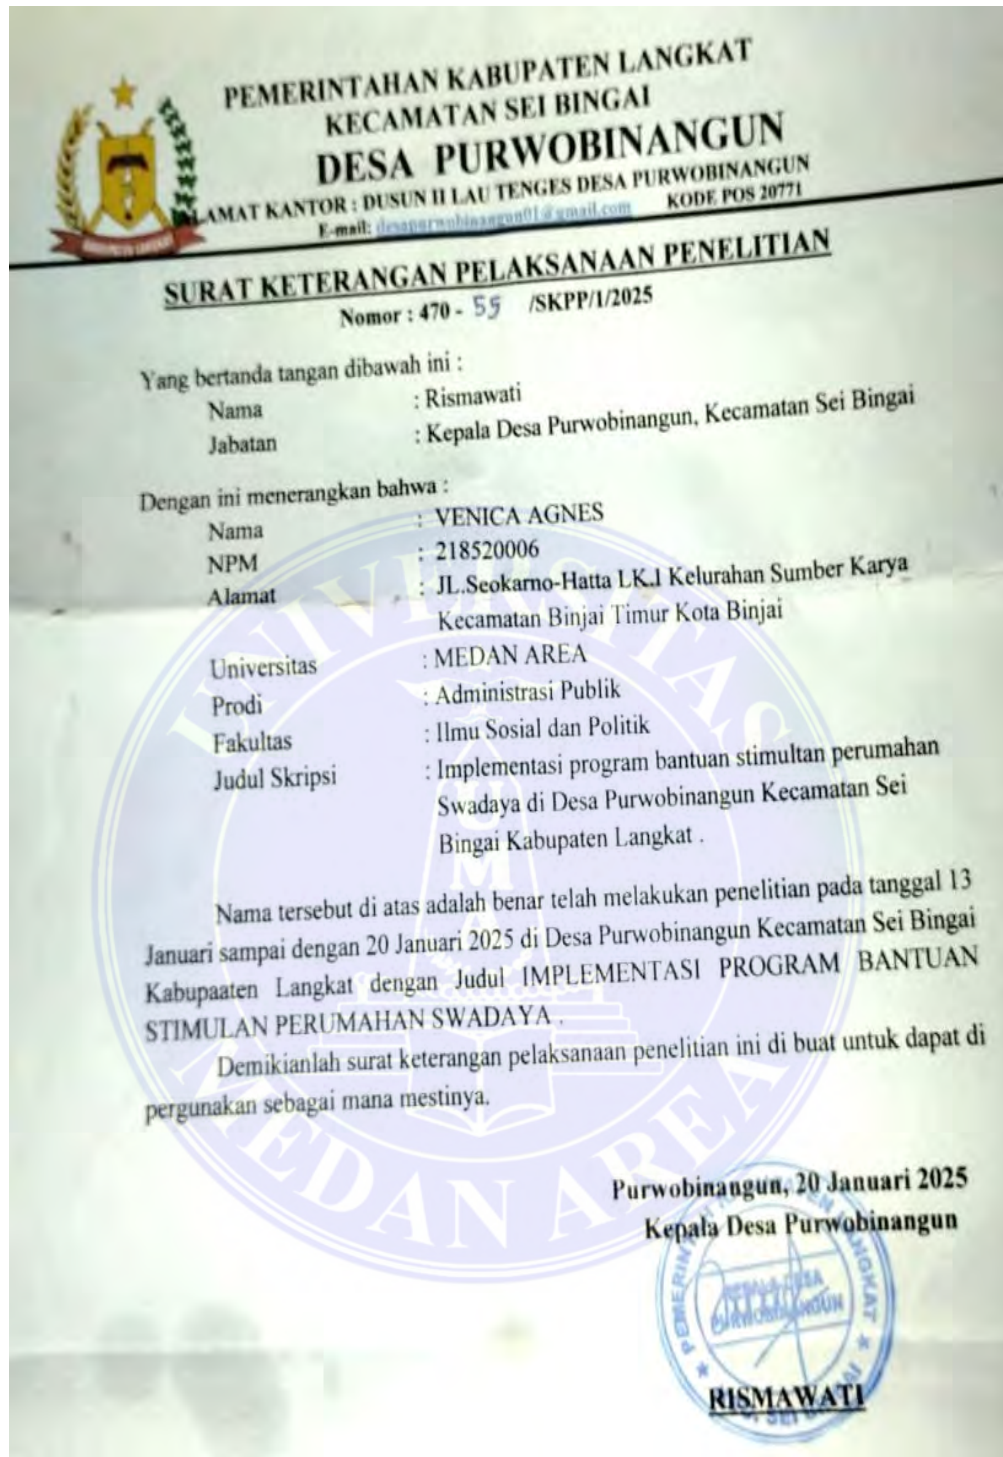 PEMERINTAHAN KABUPATEN LANGKAT
KECAMATAN SEI BINGAI
DESA PURWOBINANGUN
ALAMAT KANTOR : DUSUN II LAU TENGES DESA PURWOBINANGUN
E-mail: desapurwobinangun01@gmail.com KODE POS 20771
KABUPATEN LANGKAT
SURAT KETERANGAN PELAKSANAAN PENELITIAN
Nomor : 470 - 55 /SKPP/1/2025
Yang bertanda tangan dibawah ini :
Nama : Rismawati
Jabatan : Kepala Desa Purwobinangun, Kecamatan Sei Bingai
Dengan ini menerangkan bahwa :
Nama : VENICA AGNES
NPM : 218520006
Alamat : JL.Seokarno-Hatta LK.I Kelurahan Sumber Karya
Kecamatan Binjai Timur Kota Binjai
Universitas : MEDAN AREA
Prodi : Administrasi Publik
Fakultas : Ilmu Sosial dan Politik
Judul Skripsi : Implementasi program bantuan stimultan perumahan
Swadaya di Desa Purwobinangun Kecamatan Sei
Bingai Kabupaten Langkat .
Nama tersebut di atas adalah benar telah melakukan penelitian pada tanggal 13
Januari sampai dengan 20 Januari 2025 di Desa Purwobinangun Kecamatan Sei Bingai
Kabupaaten Langkat dengan Judul IMPLEMENTASI PROGRAM BANTUAN
STIMULAN PERUMAHAN SWADAYA .
Demikianlah surat keterangan pelaksanaan penelitian ini di buat untuk dapat di
pergunakan sebagai mana mestinya.
Purwobinangun, 20 Januari 2025
Kepala Desa Purwobinangun
KEPALA DESA
PURWOBINANGUN
RISMAWATI
UNIVERSITAS
UMA
MEDAN AREA